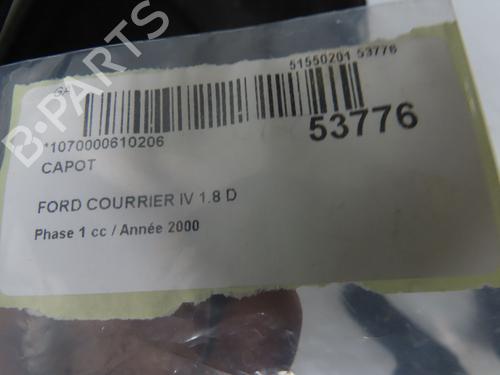 51550201 53776
53776
*1070000610206
CAPOT
FORD COURRIER IV 1.8 D
Phase 1 cc / Année 2000
B-PARTS